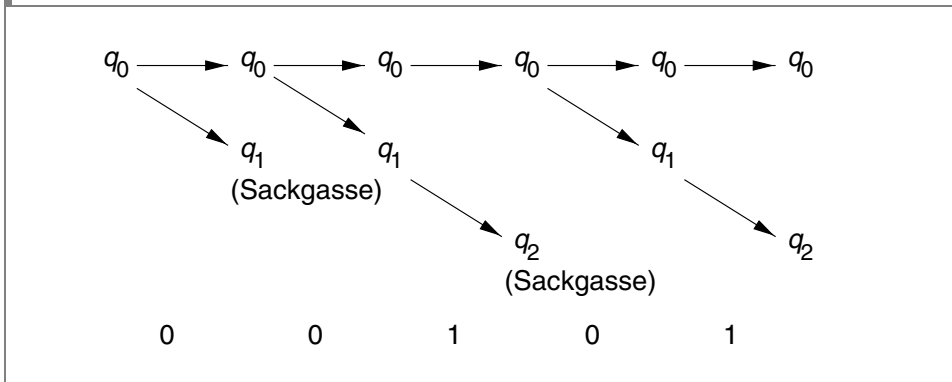 q0 q0 q0 q0 q0 q0
q1 q1 q1
(Sackgasse)
q2 q2
(Sackgasse)
0 0 1 0 1